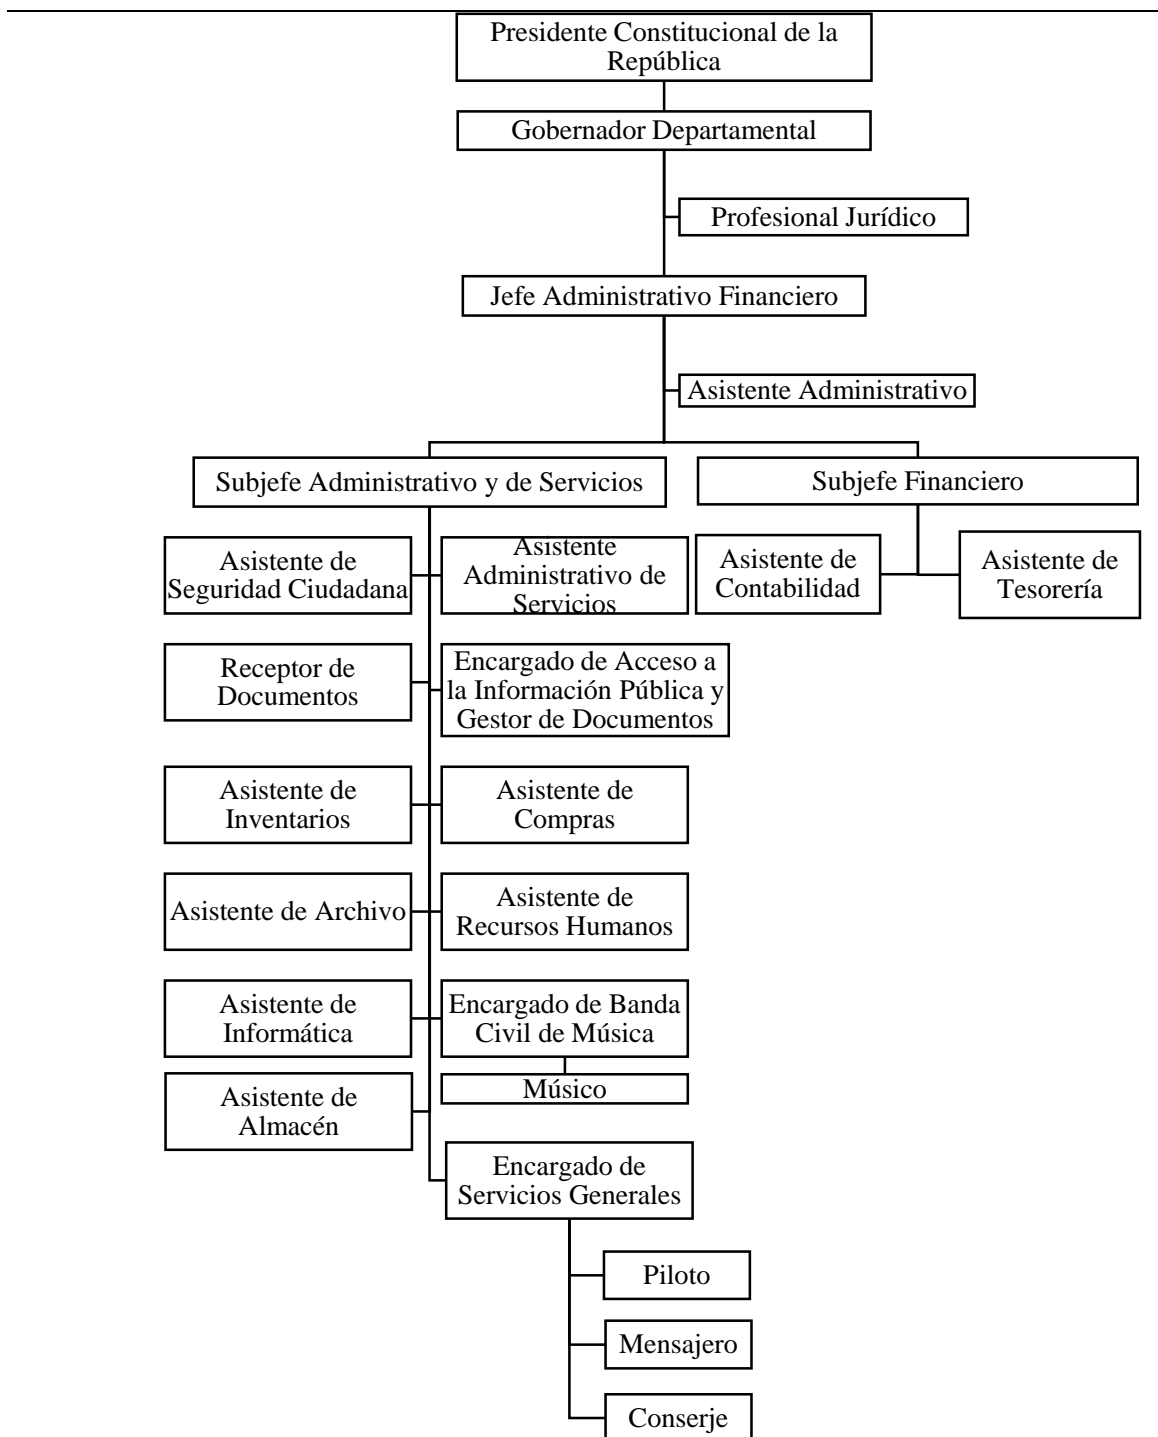 Presidente Constitucional de la
República
Gobernador Departamental
Profesional Jurídico
Jefe Administrativo Financiero
Asistente Administrativo
Subjefe Administrativo y de Servicios
Subjefe Financiero
Asistente de
Seguridad Ciudadana
Asistente
Administrativo de
Servicios
Asistente de
Contabilidad
Asistente de
Tesorería
Receptor de
Documentos
Encargado de Acceso a
la Información Pública y
Gestor de Documentos
Asistente de
Inventarios
Asistente de
Compras
Asistente de Archivo
Asistente de
Recursos Humanos
Asistente de
Informática
Encargado de Banda
Civil de Música
Músico
Asistente de
Almacén
Encargado de
Servicios Generales
Piloto
Mensajero
Conserje